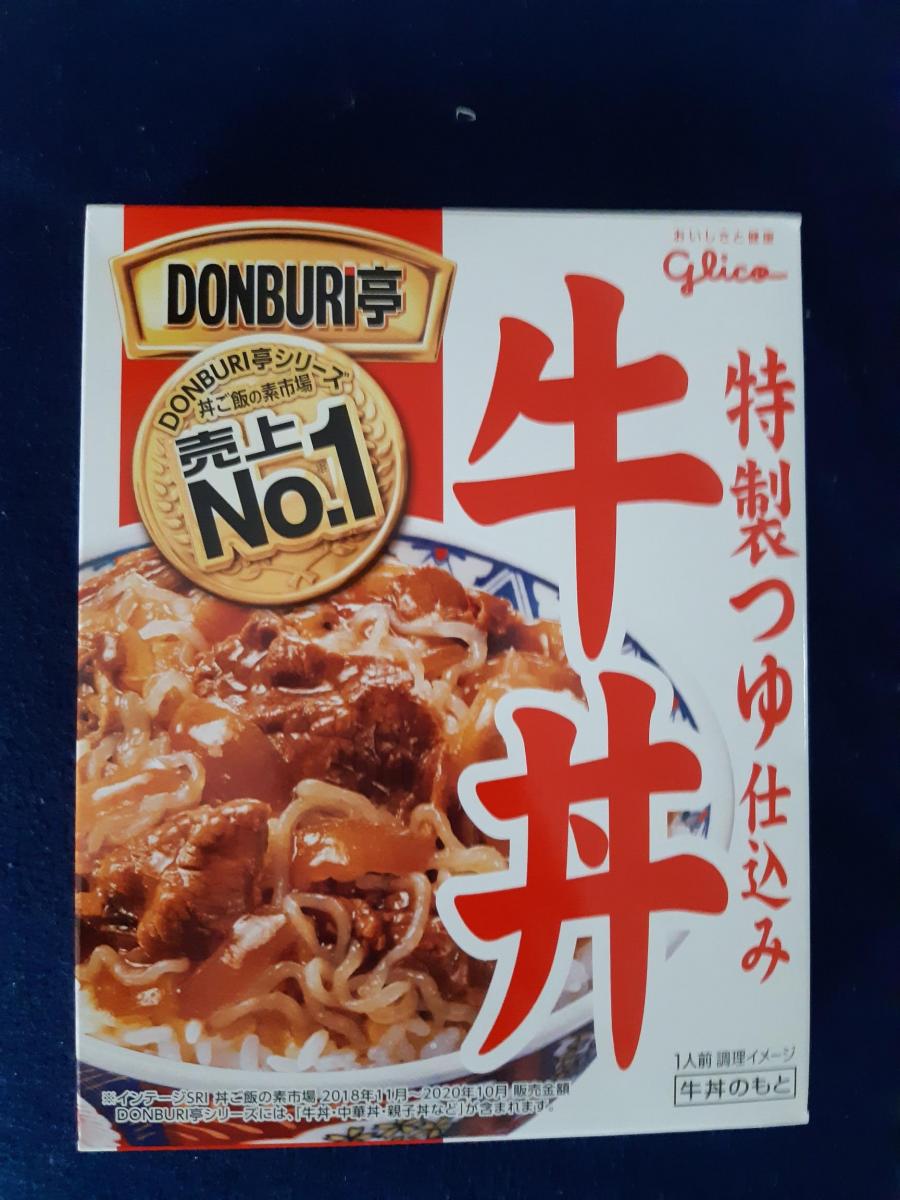 おいしさと健康
Glico
DONBURI亭
DONBURI亭シリーズ
丼ご飯の素市場
売上
No.1
※
牛丼
特製つゆ仕込み
1人前 調理イメージ
牛丼のもと
※インテージSRI 丼ご飯の素市場 2018年11月～2020年10月 販売金額
DONBURI亭シリーズには、「牛丼・中華丼・親子丼など」が含まれます。